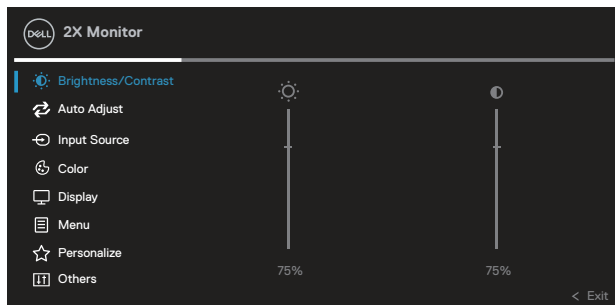 DELL
2X Monitor
Brightness/Contrast
Auto Adjust
Input Source
Color
Display
Menu
Personalize
Others
75%
75%
< Exit